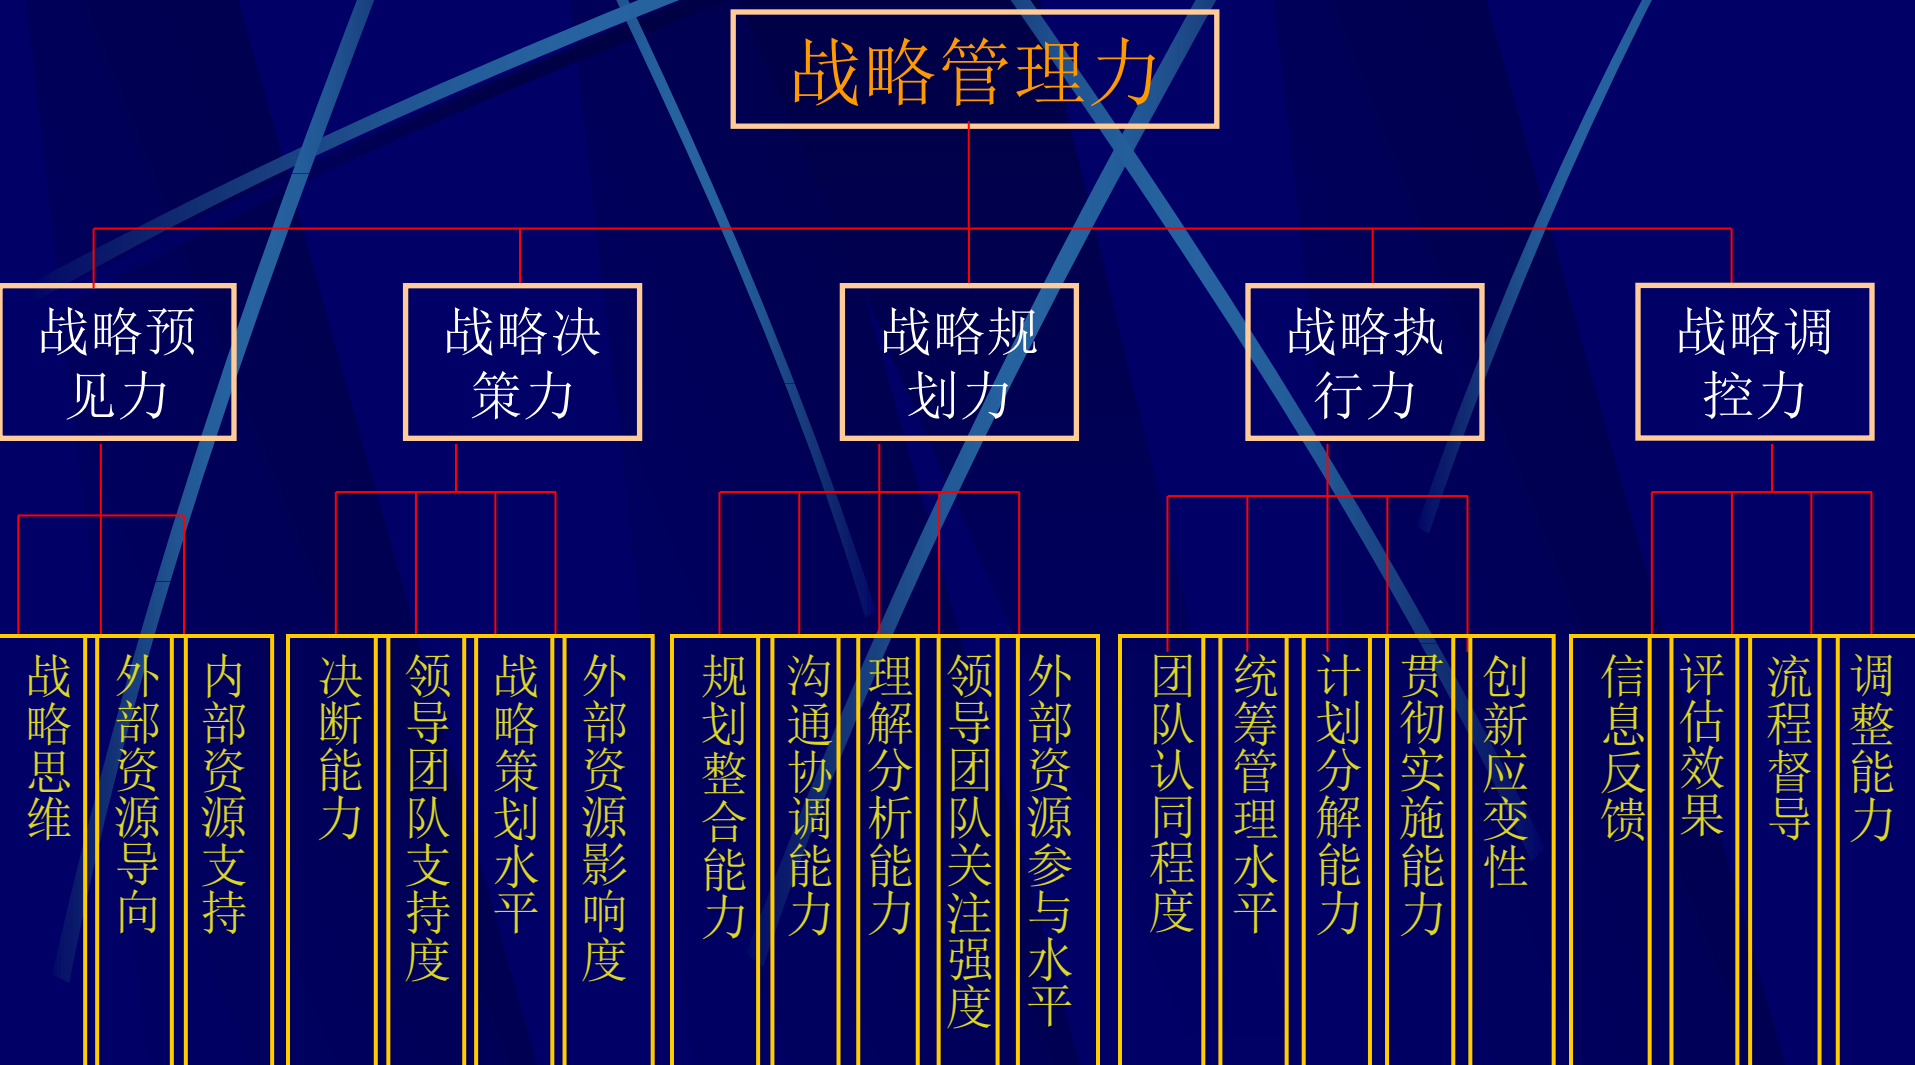 战略管理力
战略预
见力
战略决
策力
战略规
划力
战略执
行力
战略调
控力
战略思维
外部资源导向
内部资源支持
决断能力
领导团队支持度
战略策划水平
外部资源影响度
规划整合能力
沟通协调能力
理解分析能力
领导团队关注强度
外部资源参与水平
团队认同程度
统筹管理水平
计划分解能力
贯彻实施能力
创新应变性
信息反馈
评估效果
流程督导
调整能力